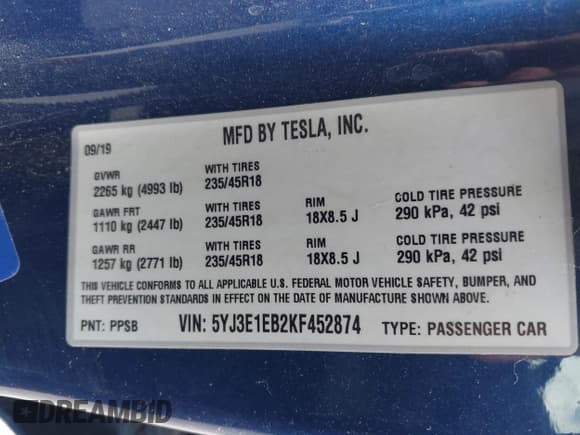 MFD BY TESLA, INC.
09/19
GVWR WITH TIRES
2265 kg (4993 lb) 235/45R18
GAWR FRT WITH TIRES RIM COLD TIRE PRESSURE
1110 kg (2447 lb) 235/45R18 18X8.5 J 290 kPa, 42 psi
GAWR RR WITH TIRES RIM COLD TIRE PRESSURE
1257 kg (2771 lb) 235/45R18 18X8.5 J 290 kPa, 42 psi
THIS VEHICLE CONFORMS TO ALL APPLICABLE U.S. FEDERAL MOTOR VEHICLE SAFETY, BUMPER, AND
THEFT PREVENTION STANDARDS IN EFFECT ON THE DATE OF MANUFACTURE SHOWN ABOVE.
PNT: PPSB VIN: 5YJ3E1EB2KF452874 TYPE: PASSENGER CAR
DREAMBID